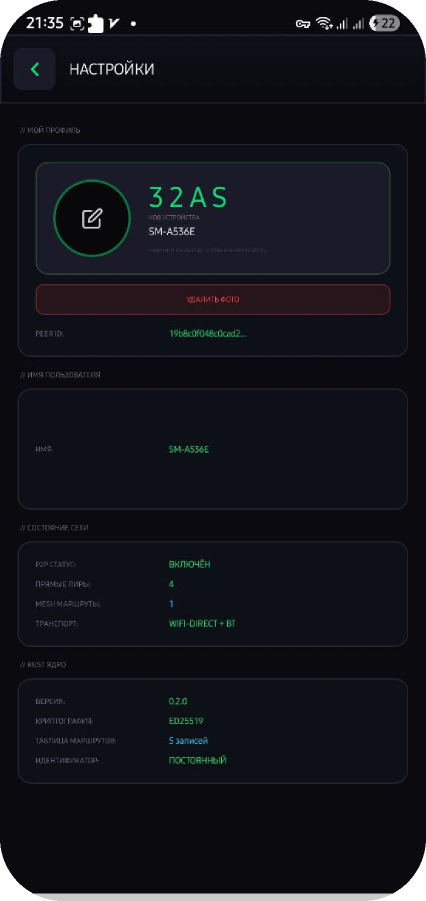 21:35 22
НАСТРОЙКИ
// МОЙ ПРОФИЛЬ
32AS
КОД УСТРОЙСТВА
SM-A536E
УДАЛИТЬ ФОТО
PEER ID: 19b8c0f048c0cad2...
// ИМЯ ПОЛЬЗОВАТЕЛЯ
ИМЯ: SM-A536E
// СОСТОЯНИЕ СЕТИ
P2P СТАТУС: ВКЛЮЧЁН
ПРЯМЫЕ ПИРЫ: 4
MESH МАРШРУТЫ: 1
ТРАНСПОРТ: WIFI-DIRECT + BT
// RUST ЯДРО
ВЕРСИЯ: 0.2.0
КРИПТОГРАФИЯ: ED25519
ТАБЛИЦА МАРШРУТОВ: 5 записей
ИДЕНТИФИКАТОР: ПОСТОЯННЫЙ